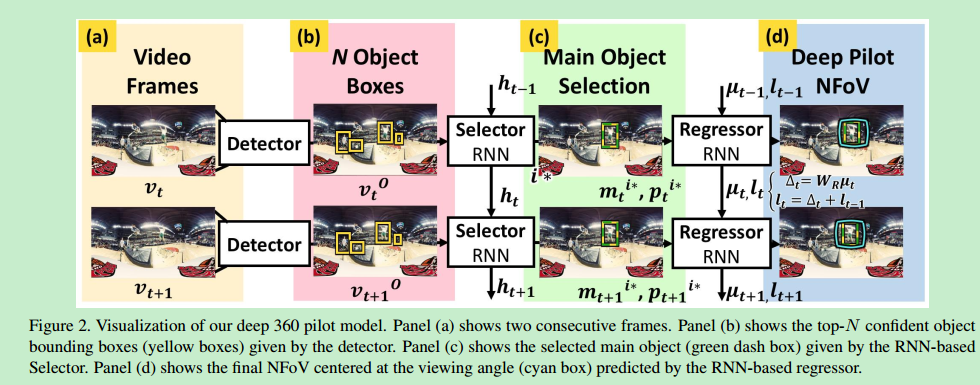 (a)
Video
Frames
(b)
N Object
Boxes
(c)
Main Object
Selection
(d)
Deep Pilot
NFoV
h_{t-1}
μ_{t-1}, l_{t-1}
Detector
Selector
RNN
Regressor
RNN
v_t
v_t^O
i*
h_t
m_t^{i*}, p_t^{i*}
μ_t, l_t
Δ_t = W_R μ_t
l_t = Δ_t + l_{t-1}
Detector
Selector
RNN
Regressor
RNN
v_{t+1}
v_{t+1}^O
h_{t+1}
m_{t+1}^{i*}, p_{t+1}^{i*}
μ_{t+1}, l_{t+1}
Figure 2. Visualization of our deep 360 pilot model. Panel (a) shows two consecutive frames. Panel (b) shows the top-N confident object
bounding boxes (yellow boxes) given by the detector. Panel (c) shows the selected main object (green dash box) given by the RNN-based
Selector. Panel (d) shows the final NFoV centered at the viewing angle (cyan box) predicted by the RNN-based regressor.